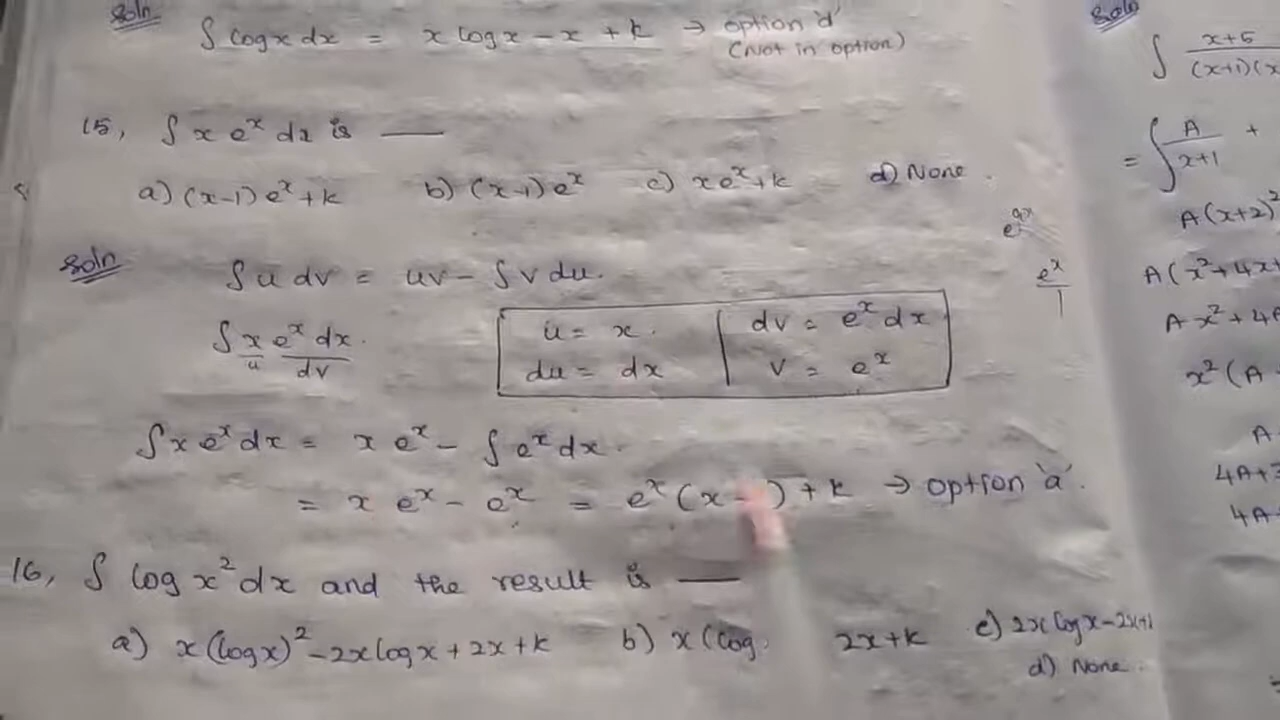 Soln
∫ log x dx = x log x - x + k → option 'd'
(Not in option)
15, ∫ x eˣ dx is ___
a) (x-1) eˣ + k b) (x-1) eˣ c) x eˣ + k d) None.
Soln ∫ u dv = uv - ∫ v du.
∫ x eˣ dx.
u dv
u = x. dv = eˣ dx
du = dx v = eˣ
∫ x eˣ dx = x eˣ - ∫ eˣ dx.
= x eˣ - eˣ = eˣ (x - ) + k → option 'a'.
16, ∫ log x² dx and the result is ___
a) x (log x)² - 2x log x + 2x + k b) x (log 2x + k c) 2x log x - 2x +
d) None.
eˣ
1
Soln
∫ x+5
(x+1)(x
= ∫ A +
x+1
A (x+2)²
A (x² + 4x +
A x² + 4A
x² (A
A
4A +
4A